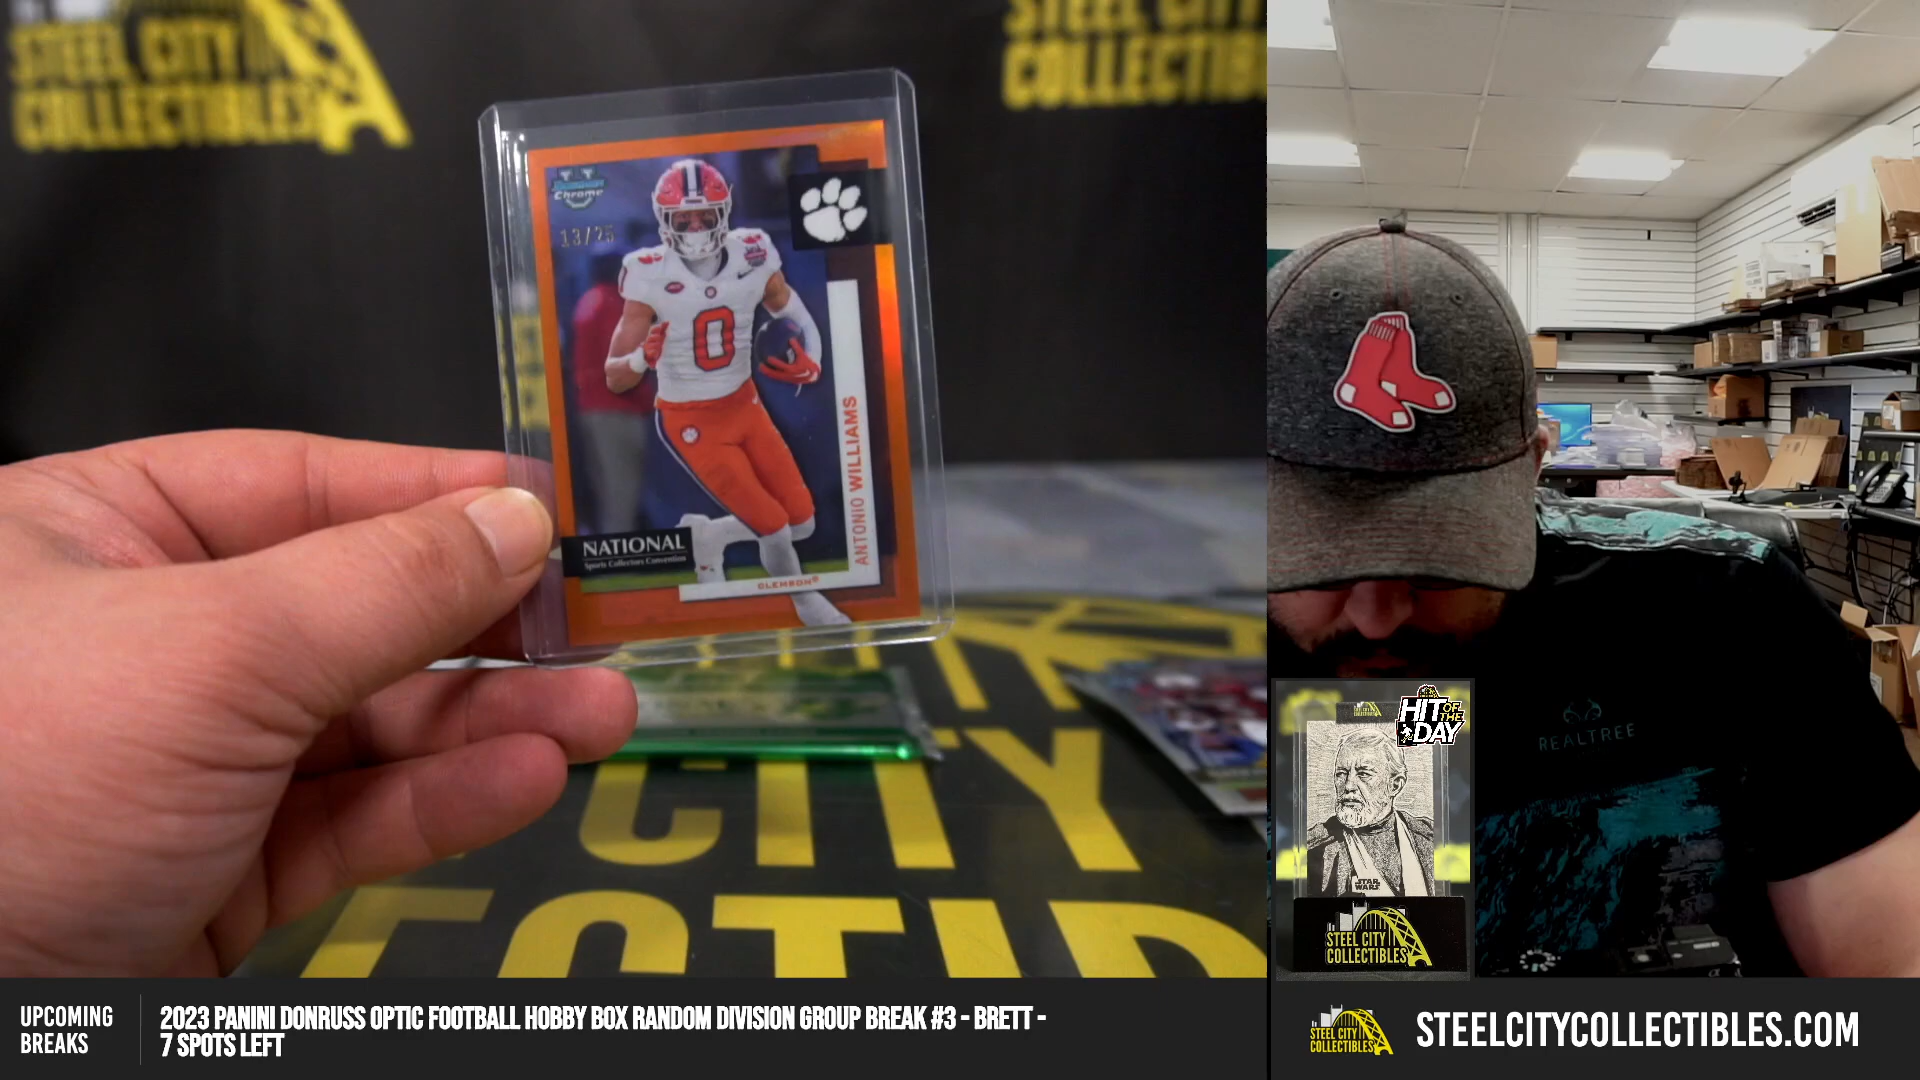 STEEL CITY
COLLECTIBLES
STEEL CITY
COLLECTIB
Chrome
13/25
0
ANTONIO WILLIAMS
NATIONAL
Sports Collectors Convention
CLEMSON®
CITY
REALTREE
HIT OF THE DAY
STAR
WARS
STEEL CITY
COLLECTIBLES
UPCOMING
BREAKS
2023 PANINI DONRUSS OPTIC FOOTBALL HOBBY BOX RANDOM DIVISION GROUP BREAK #3 - BRETT -
7 SPOTS LEFT
STEEL CITY
COLLECTIBLES
STEELCITYCOLLECTIBLES.COM